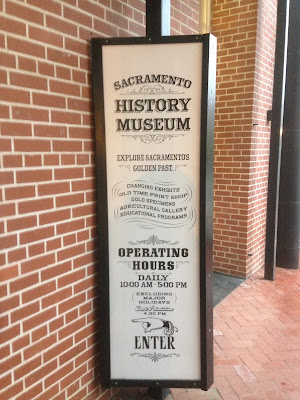 SACRAMENTO
HISTORY
MUSEUM
EXPLORE SACRAMENTOS
GOLDEN PAST.
CHANGING EXHIBITS
OLD TIME PRINT SHOP
GOLD SPECIMENS
AGRICULTURAL GALLERY
EDUCATIONAL PROGRAMS
OPERATING
HOURS
DAILY
10:00 AM - 5:00 PM
EXCLUDING
MAJOR
HOLIDAYS
4:30 PM
ENTER